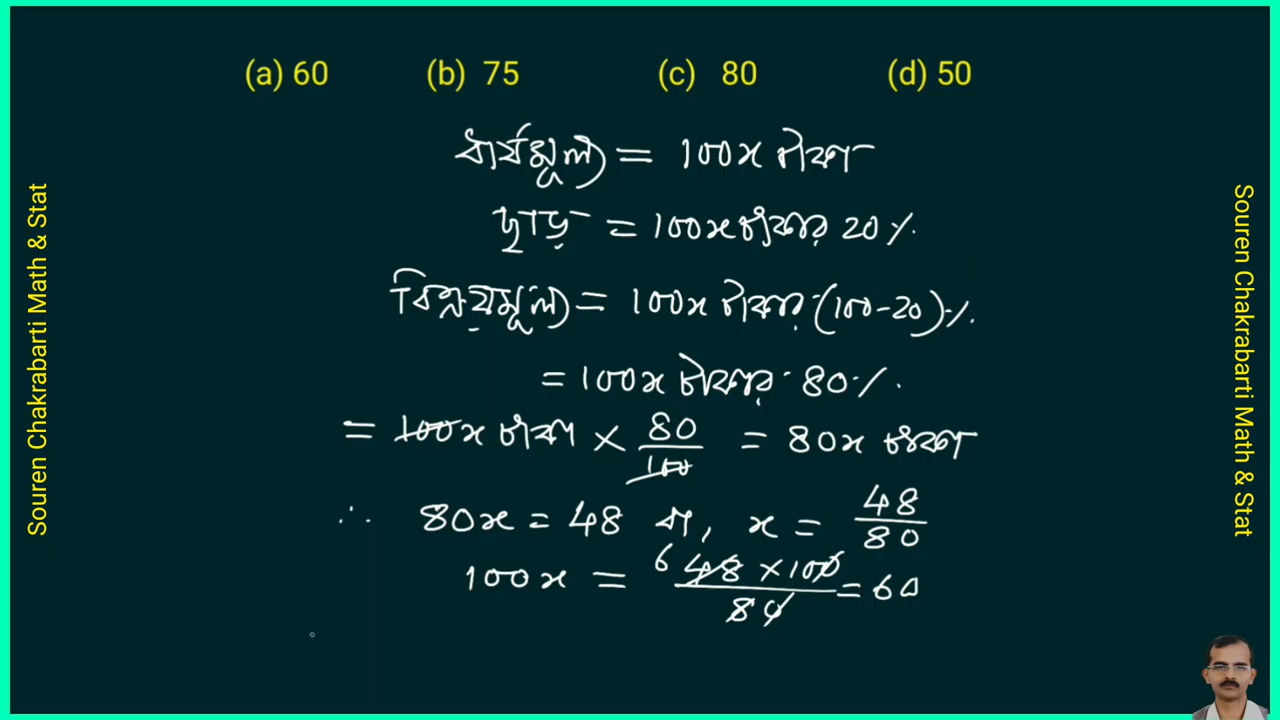 (a) 60 (b) 75 (c) 80 (d) 50
ধার্যমূল্য = 100x টাকা
ছাড় = 100x টাকার 20%
বিক্রয়মূল্য = 100x টাকার (100-20)%
= 100x টাকার 80%
= 100x টাকা × 80/100 = 80x টাকা
∴ 80x = 48 বা, x = 48/80
100x = 6 48 × 100/80 = 60
Souren Chakrabarti Math & Stat
Souren Chakrabarti Math & Stat